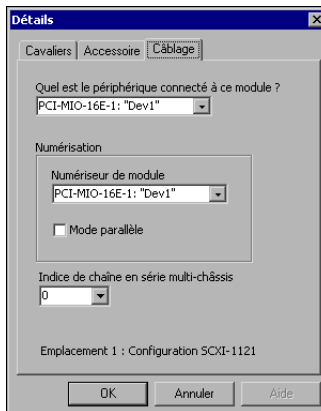 Détails
Cavaliers Accessoire Câblage
Quel est le périphérique connecté à ce module ?
PCI-MIO-16E-1: "Dev1"
Numérisation
Numériseur de module
PCI-MIO-16E-1: "Dev1"
Mode parallèle
Indice de chaîne en série multi-châssis
0
Emplacement 1 : Configuration SCXI-1121
OK Annuler Aide